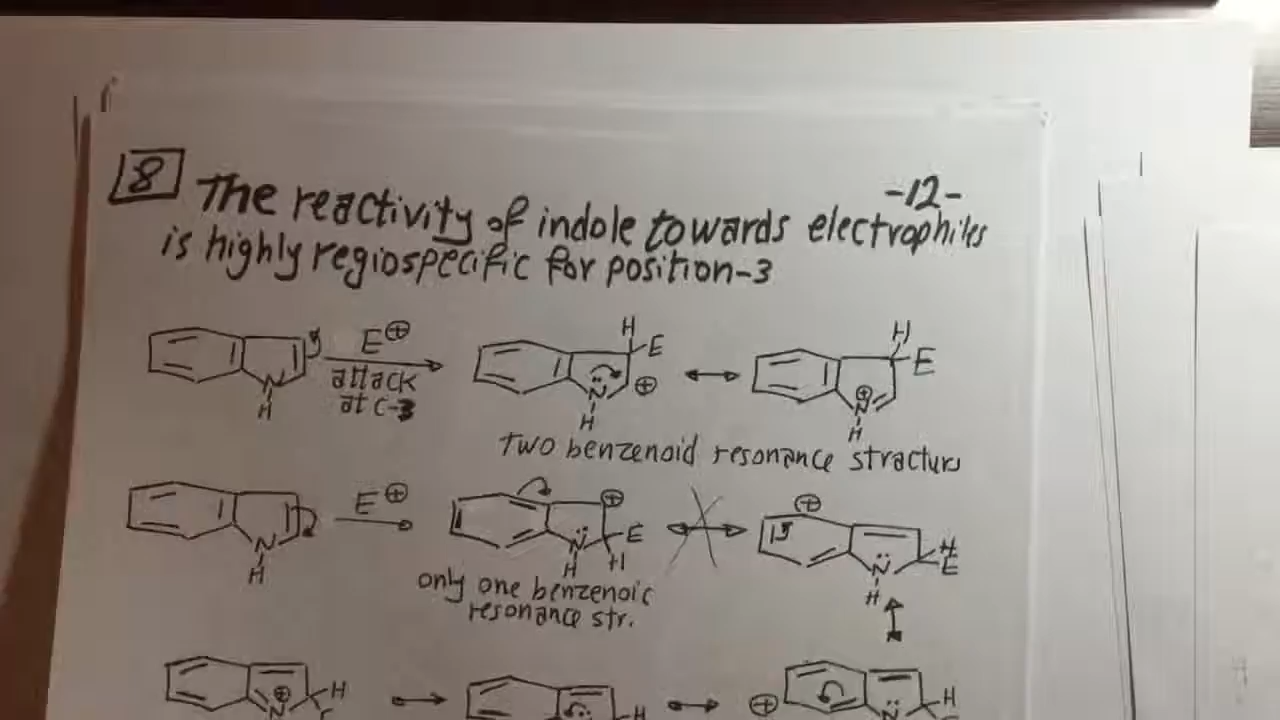 8 The reactivity of indole towards electrophiles
-12-
is highly regiospecific for position-3
E⊕
attack
at C-3
N
H
H
E
N̈
⊕
H
H
E
⊕
N
H
Two benzenoid resonance stracturs
E⊕
N
H
⊕
E
N̈
H
H
⊕
H
E
N̈
H
only one benzenoic
resonance str.
⊕
N
H
H
⊕
N̈
H